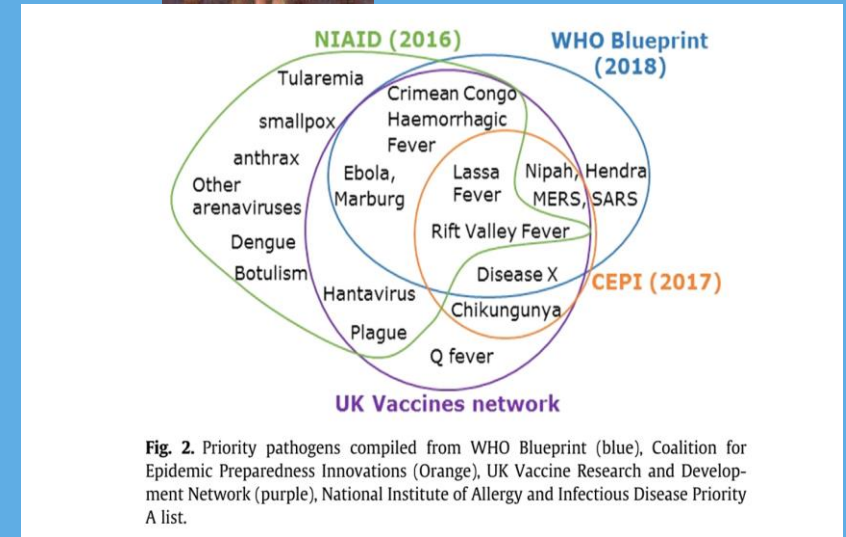 NIAID (2016)
WHO Blueprint
(2018)
Tularemia
Crimean Congo
smallpox
Haemorrhagic
Fever
anthrax
Ebola,
Marburg
Lassa
Fever
Nipah, Hendra
MERS, SARS
Other
arenaviruses
Rift Valley Fever
Dengue
Botulism
Disease X
CEPI (2017)
Hantavirus
Chikungunya
Plague
Q fever
UK Vaccines network
Fig. 2. Priority pathogens compiled from WHO Blueprint (blue), Coalition for
Epidemic Preparedness Innovations (Orange), UK Vaccine Research and Develop-
ment Network (purple), National Institute of Allergy and Infectious Disease Priority
A list.